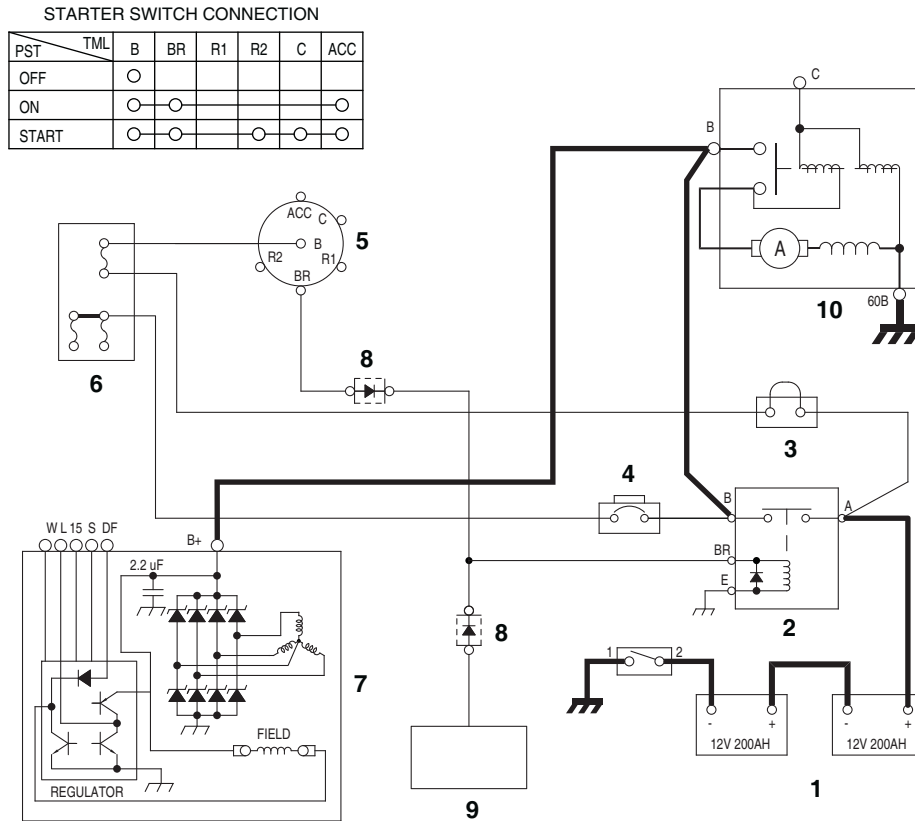 STARTER SWITCH CONNECTION
PST TML B BR R1 R2 C ACC
OFF
ON
START
C
B
A
60B
10
ACC
C
B
R2
R1
BR
5
6
8
3
4
B
A
BR
E
2
W L 15 S DF
B+
2.2 uF
7
FIELD
REGULATOR
8
9
1 2
- + - +
12V 200AH 12V 200AH
1